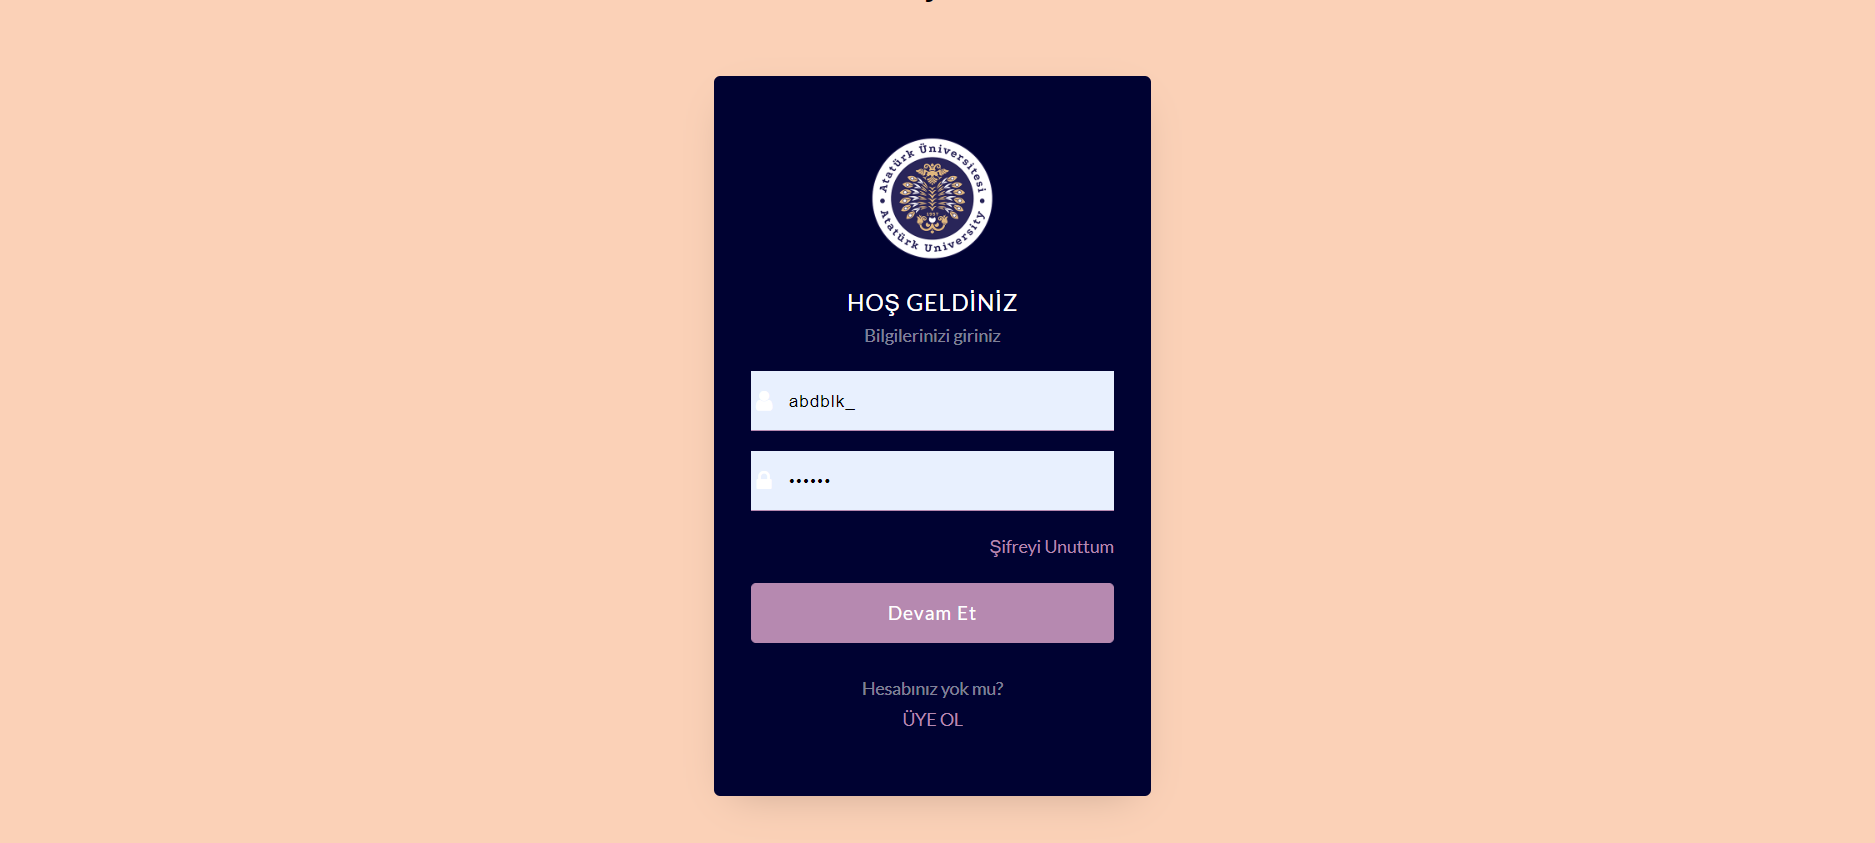 Atatürk Üniversitesi
1957
Atatürk University
HOŞ GELDİNİZ
Bilgilerinizi giriniz
abdblk_
••••••
Şifreyi Unuttum
Devam Et
Hesabınız yok mu?
ÜYE OL